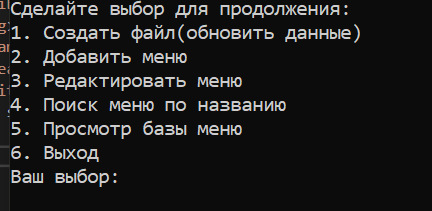 Сделайте выбор для продолжения:
1. Создать файл(обновить данные)
2. Добавить меню
3. Редактировать меню
4. Поиск меню по названию
5. Просмотр базы меню
6. Выход
Ваш выбор: